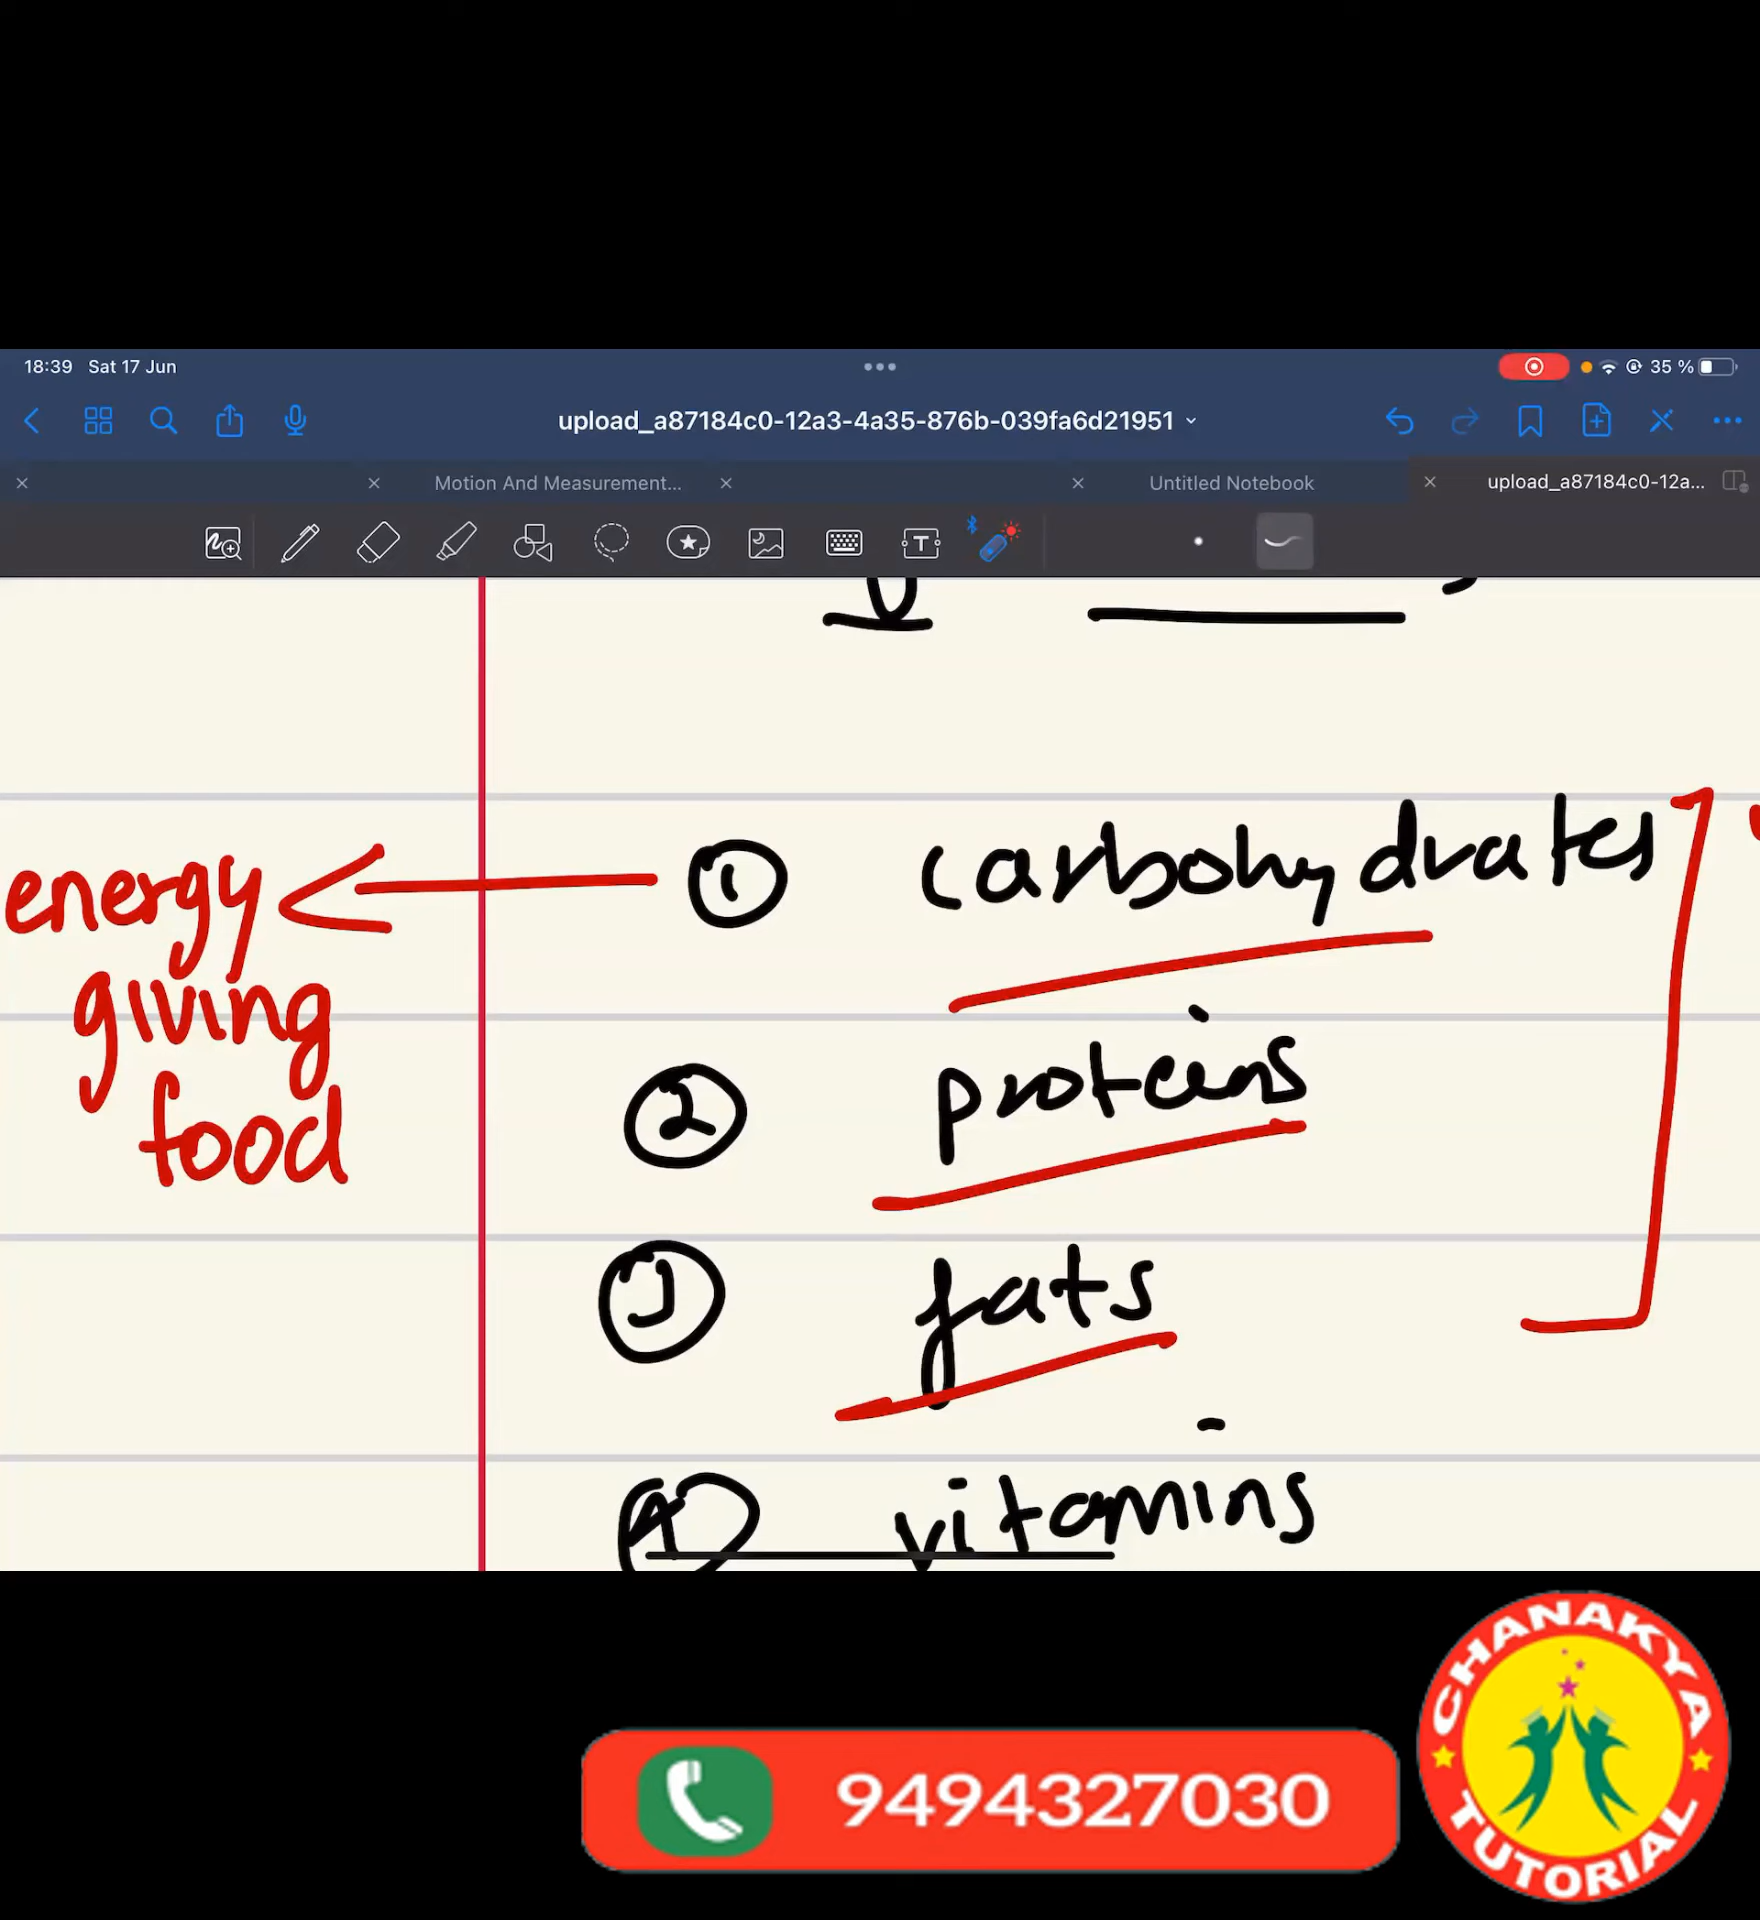 18:39 Sat 17 Jun
35 %
upload_a87184c0-12a3-4a35-876b-039fa6d21951
Motion And Measurement...
Untitled Notebook
upload_a87184c0-12a...
energy
giving
food
① carbohydrates
② proteins
③ fats
④ vitamins
9494327030
CHANAKYA
TUTORIAL